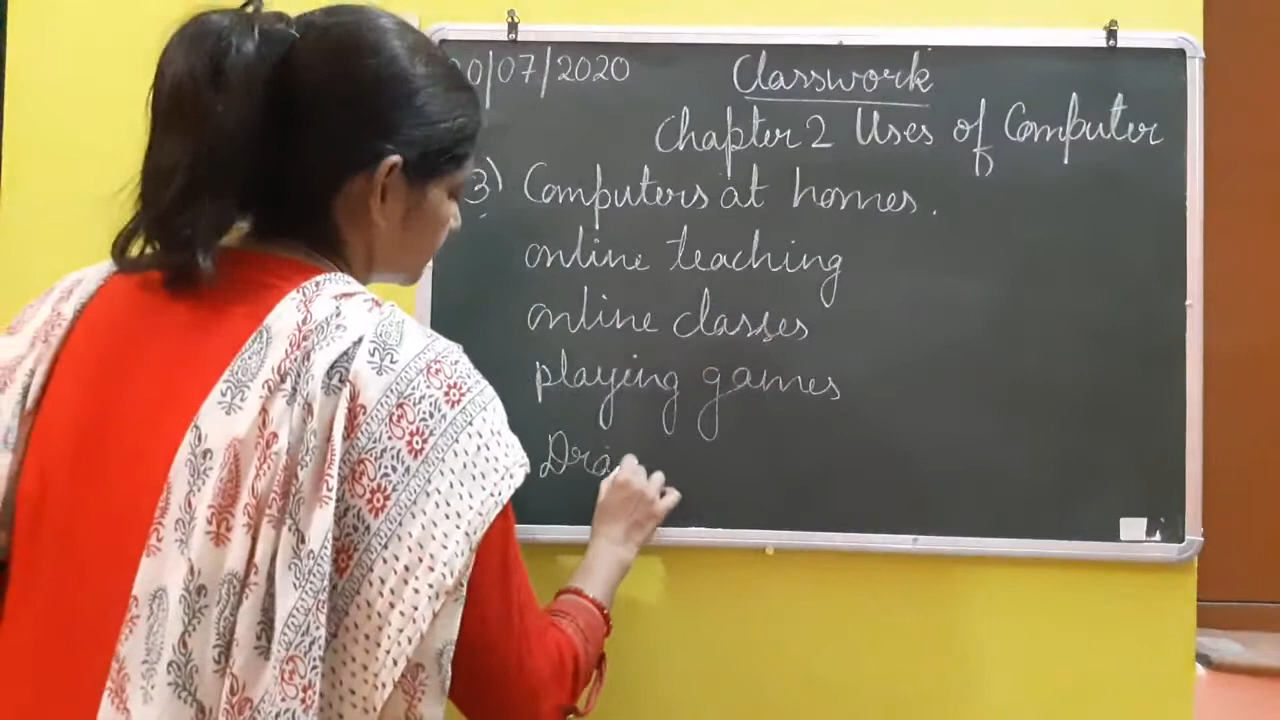 0/07/2020 Classwork
Chapter 2 Uses of Computer
3) Computers at homes.
online teaching
online classes
playing games
Dra